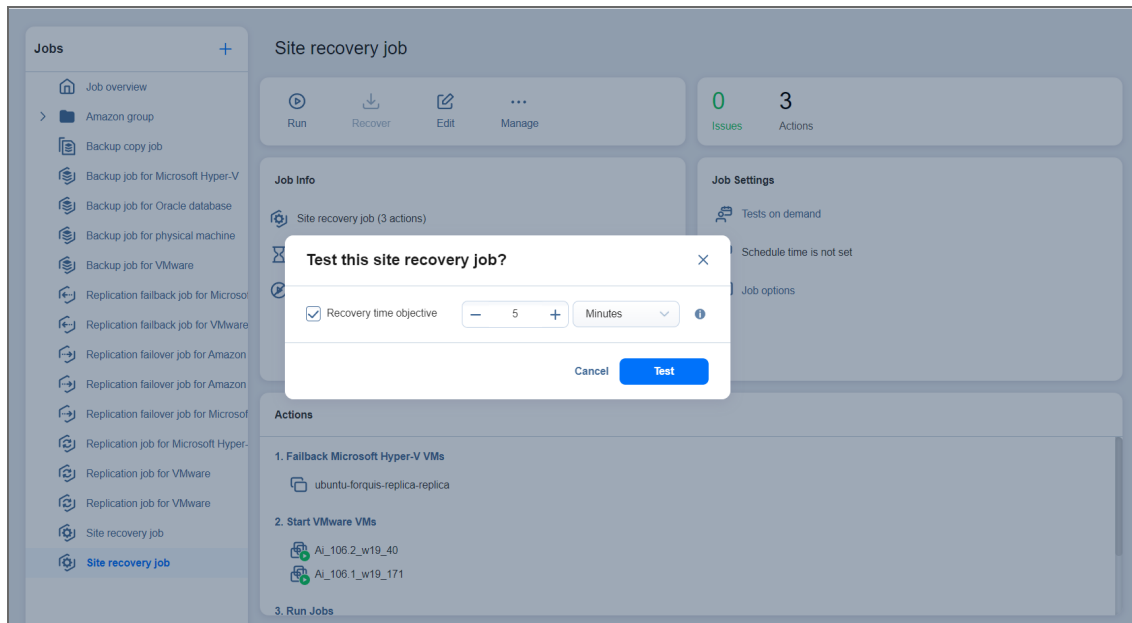 Jobs
Job overview
Amazon group
Backup copy job
Backup job for Microsoft Hyper-V
Backup job for Oracle database
Backup job for physical machine
Backup job for VMware
Replication failback job for Microsof
Replication failback job for VMware
Replication failover job for Amazon
Replication failover job for Amazon
Replication failover job for Microsof
Replication job for Microsoft Hyper-
Replication job for VMware
Replication job for VMware
Site recovery job
Site recovery job
Site recovery job
Run
Recover
Edit
Manage
0
Issues
3
Actions
Job Info
Site recovery job (3 actions)
Job Settings
Tests on demand
Schedule time is not set
Job options
Test this site recovery job?
Recovery time objective
5
Minutes
Cancel
Test
Actions
1. Failback Microsoft Hyper-V VMs
ubuntu-forquis-replica-replica
2. Start VMware VMs
Ai_106.2_w19_40
Ai_106.1_w19_171
3. Run Jobs